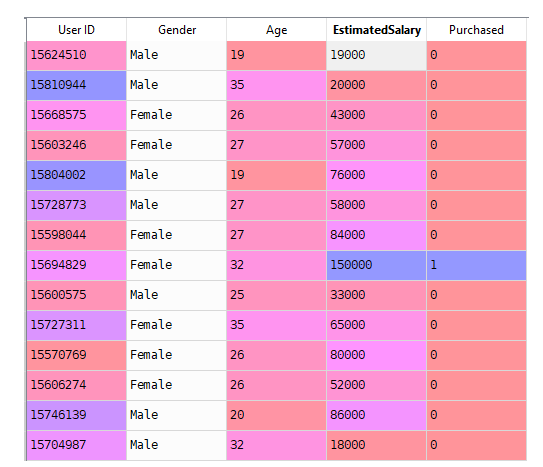 User ID Gender Age EstimatedSalary Purchased
15624510 Male 19 19000 0
15810944 Male 35 20000 0
15668575 Female 26 43000 0
15603246 Female 27 57000 0
15804002 Male 19 76000 0
15728773 Male 27 58000 0
15598044 Female 27 84000 0
15694829 Female 32 150000 1
15600575 Male 25 33000 0
15727311 Female 35 65000 0
15570769 Female 26 80000 0
15606274 Female 26 52000 0
15746139 Male 20 86000 0
15704987 Male 32 18000 0